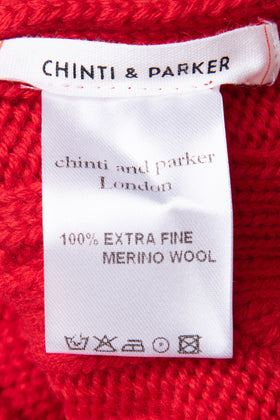 CHINTI & PARKER
chinti and parker
London
100% EXTRA FINE
MERINO WOOL